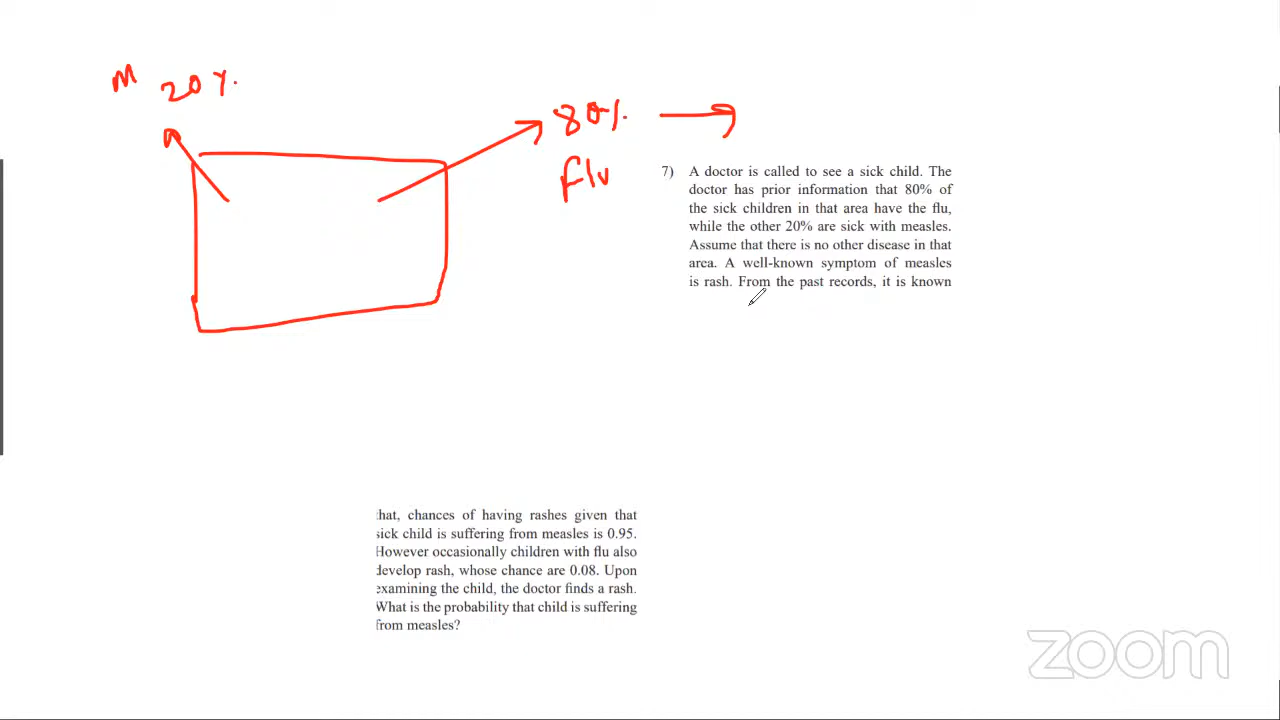 M 20 %
80%
Flu
7) A doctor is called to see a sick child. The
doctor has prior information that 80% of
the sick children in that area have the flu,
while the other 20% are sick with measles.
Assume that there is no other disease in that
area. A well-known symptom of measles
is rash. From the past records, it is known
that, chances of having rashes given that
sick child is suffering from measles is 0.95.
However occasionally children with flu also
develop rash, whose chance are 0.08. Upon
examining the child, the doctor finds a rash.
What is the probability that child is suffering
from measles?
zoom